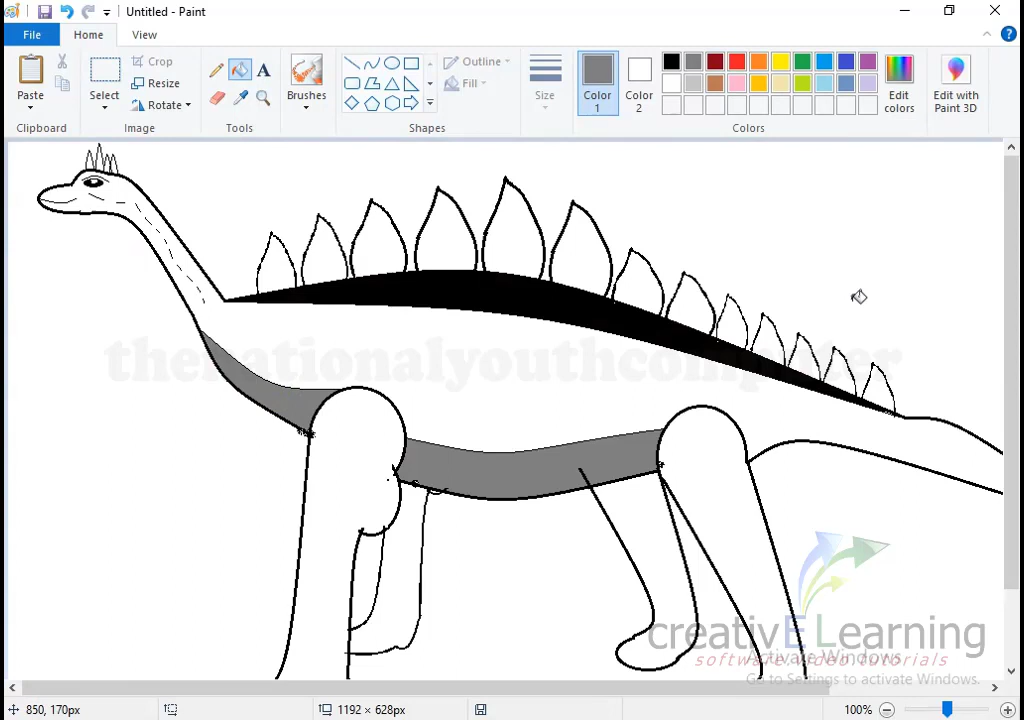 Untitled - Paint
File Home View
Paste
Select
Crop
Resize
Rotate
A
Brushes
Outline
Fill
Size
Color 1
Color 2
Edit colors
Edit with Paint 3D
Clipboard Image Tools Shapes Colors
thenationalyouthcomputer
creativE Learning
software video tutorials
Activate Windows
Go to Settings to activate Windows.
850, 170px 1192 × 628px 100%